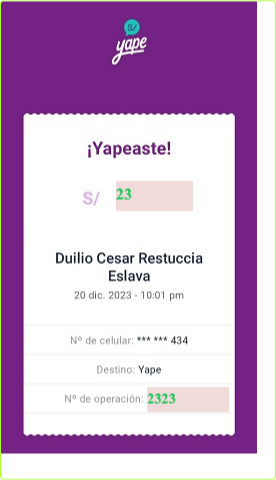 S/
yape
¡Yapeaste!
S/ 23
Duilio Cesar Restuccia
Eslava
20 dic. 2023 - 10:01 pm
Nº de celular: *** *** 434
Destino: Yape
Nº de operación: 2323